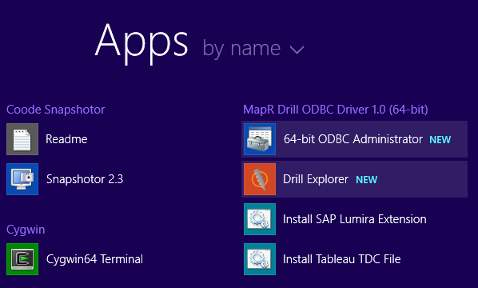 Apps by name
Coode Snapshotor
Readme
Snapshotor 2.3
Cygwin
Cygwin64 Terminal
MapR Drill ODBC Driver 1.0 (64-bit)
64-bit ODBC Administrator NEW
Drill Explorer NEW
Install SAP Lumira Extension
Install Tableau TDC File